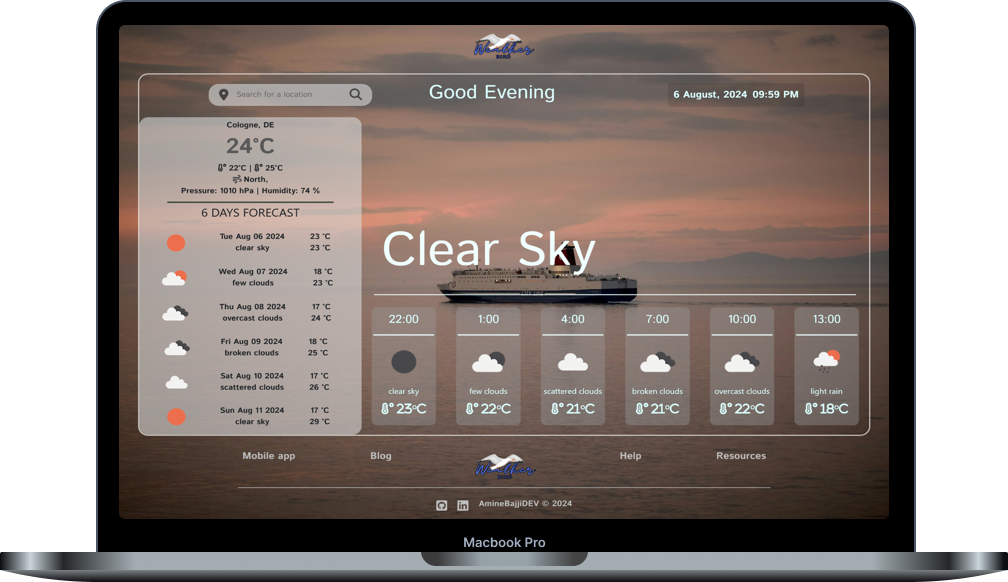 Weather
BIRD
Search for a location
Good Evening
6 August, 2024 09:59 PM
Cologne, DE
24°C
22°C | 25°C
North,
Pressure: 1010 hPa | Humidity: 74 %
6 DAYS FORECAST
Tue Aug 06 2024 23 °C
clear sky 23 °C
Wed Aug 07 2024 18 °C
few clouds 23 °C
Thu Aug 08 2024 17 °C
overcast clouds 24 °C
Fri Aug 09 2024 18 °C
broken clouds 25 °C
Sat Aug 10 2024 17 °C
scattered clouds 26 °C
Sun Aug 11 2024 17 °C
clear sky 29 °C
Clear Sky
22:00 1:00 4:00 7:00 10:00 13:00
clear sky few clouds scattered clouds broken clouds overcast clouds light rain
23°C 22°C 21°C 21°C 22°C 18°C
Mobile app Blog Weather Help Resources
BIRD
AmineBajjiDEV © 2024
Macbook Pro